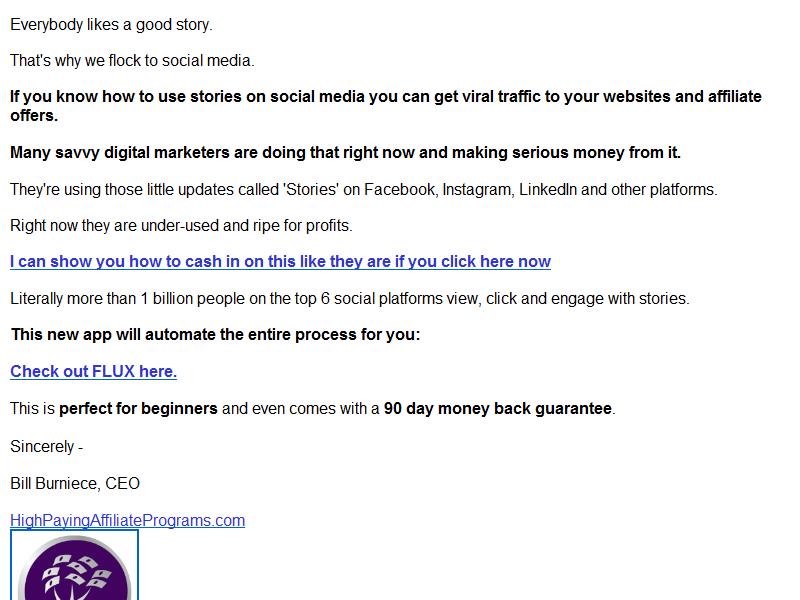 Everybody likes a good story.
That's why we flock to social media.
If you know how to use stories on social media you can get viral traffic to your websites and affiliate
offers.
Many savvy digital marketers are doing that right now and making serious money from it.
They're using those little updates called 'Stories' on Facebook, Instagram, LinkedIn and other platforms.
Right now they are under-used and ripe for profits.
I can show you how to cash in on this like they are if you click here now
Literally more than 1 billion people on the top 6 social platforms view, click and engage with stories.
This new app will automate the entire process for you:
Check out FLUX here.
This is perfect for beginners and even comes with a 90 day money back guarantee.
Sincerely -
Bill Burniece, CEO
HighPayingAffiliatePrograms.com